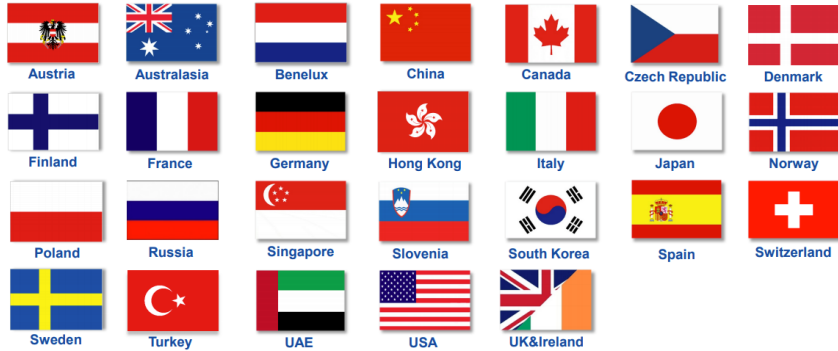 Austria
Australasia
Benelux
China
Canada
Czech Republic
Denmark
Finland
France
Germany
Hong Kong
Italy
Japan
Norway
Poland
Russia
Singapore
Slovenia
South Korea
Spain
Switzerland
Sweden
Turkey
UAE
USA
UK&Ireland